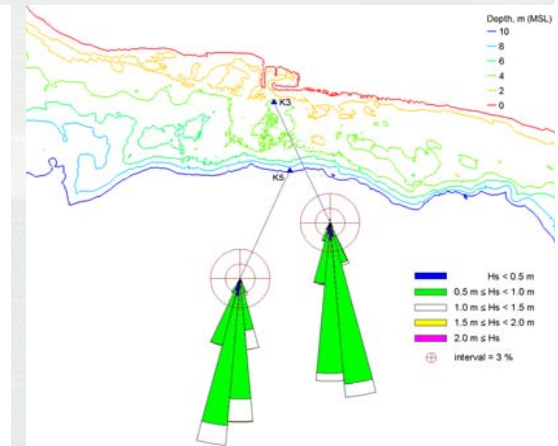 Depth, m (MSL)
10
8
6
4
2
0
K3
K5
Hs < 0.5 m
0.5 m ≤ Hs < 1.0 m
1.0 m ≤ Hs < 1.5 m
1.5 m ≤ Hs < 2.0 m
2.0 m ≤ Hs
interval = 3 %